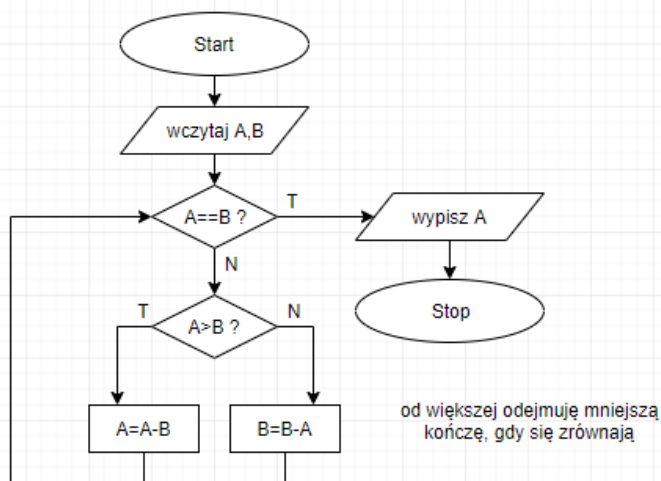 Start
wczytaj A,B
A==B ?
T
wypisz A
N
Stop
A>B ?
T
N
A=A-B
B=B-A
od większej odejmuję mniejszą
kończę, gdy się zrównają